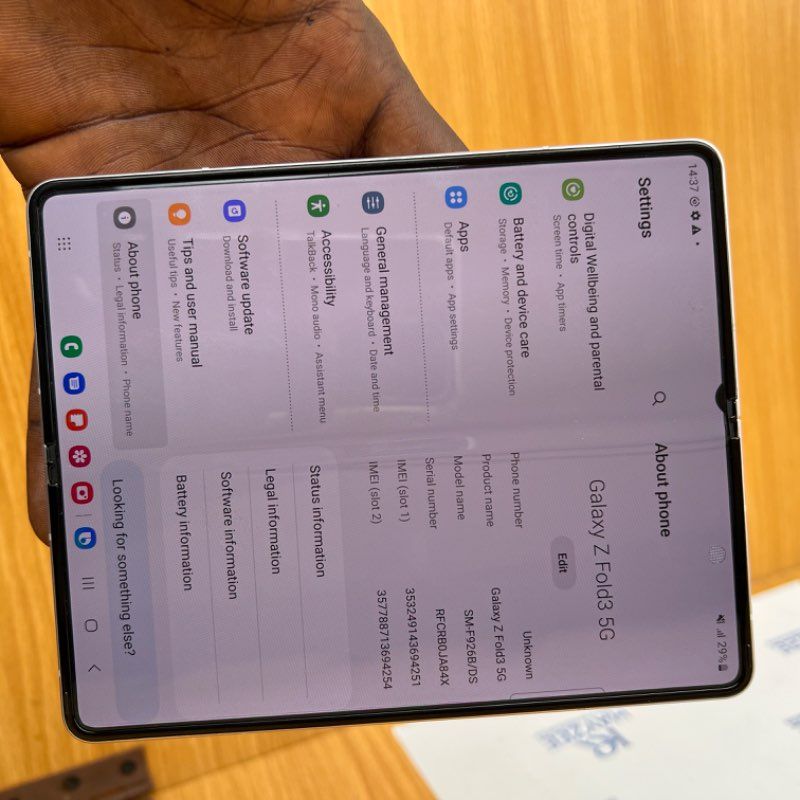 14:37
29%
Settings
Digital Wellbeing and parental
controls
Screen time • App timers
Battery and device care
Storage • Memory • Device protection
Apps
Default apps • App settings
General management
Language and keyboard • Date and time
Accessibility
TalkBack • Mono audio • Assistant menu
Software update
Download and install
Tips and user manual
Useful tips • New features
About phone
Status • Legal information • Phone name
About phone
Galaxy Z Fold3 5G
Edit
Phone number Unknown
Product name Galaxy Z Fold3 5G
Model name SM-F926B/DS
Serial number RFCRB0JA84X
IMEI (slot 1) 353249143694251
IMEI (slot 2) 357788713694254
Status information
Legal information
Software information
Battery information
Looking for something else?